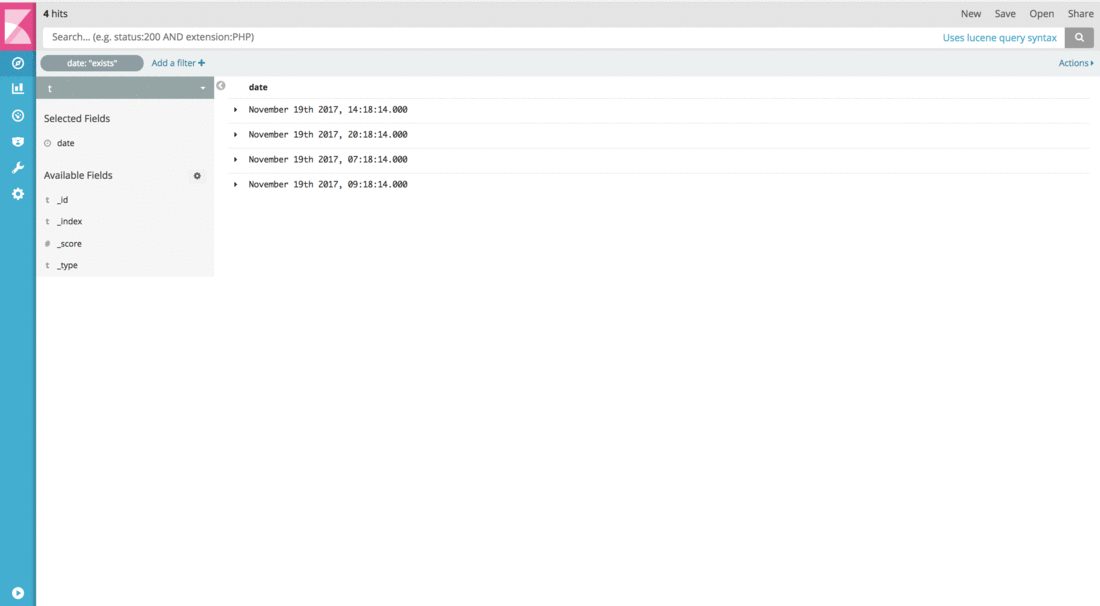 4 hits
New Save Open Share
Search... (e.g. status:200 AND extension:PHP)
Uses lucene query syntax
date: "exists"
Add a filter +
Actions
t
Selected Fields
date
Available Fields
t _id
t _index
# _score
t _type
date
November 19th 2017, 14:18:14.000
November 19th 2017, 20:18:14.000
November 19th 2017, 07:18:14.000
November 19th 2017, 09:18:14.000